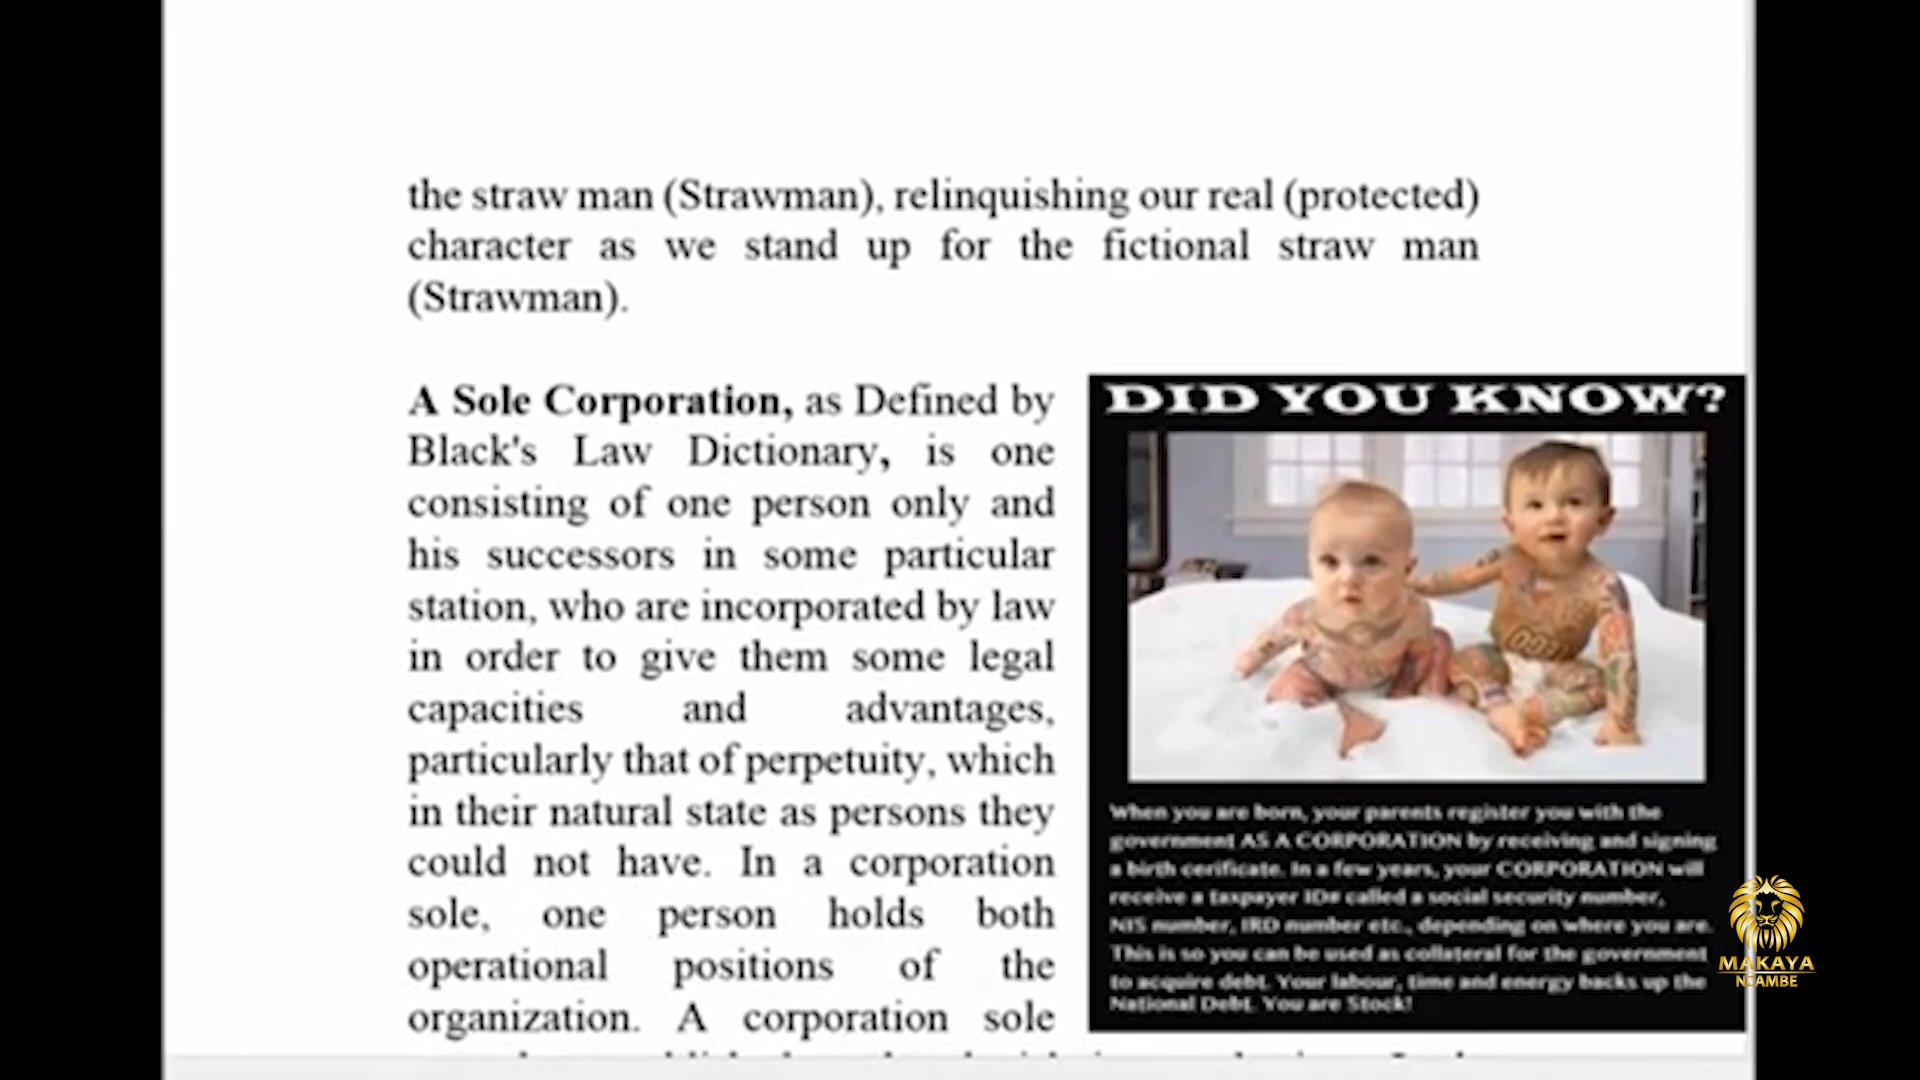 the straw man (Strawman), relinquishing our real (protected)
character as we stand up for the fictional straw man
(Strawman).
A Sole Corporation, as Defined by
Black's Law Dictionary, is one
consisting of one person only and
his successors in some particular
station, who are incorporated by law
in order to give them some legal
capacities and advantages,
particularly that of perpetuity, which
in their natural state as persons they
could not have. In a corporation
sole, one person holds both
operational positions of the
organization. A corporation sole
DID YOU KNOW?
When you are born, your parents register you with the
government AS A CORPORATION by receiving and signing
a birth cerificate. In a few years, your CORPORATION will
receive a taxpayer ID# called a social security number,
NIS number, IRD number etc., depending on where you are.
This is so you can be used as collateral for the government
to acquire debt. Your labour, time and energy backs up the
National Debt. You are Stock!
MAKAYA